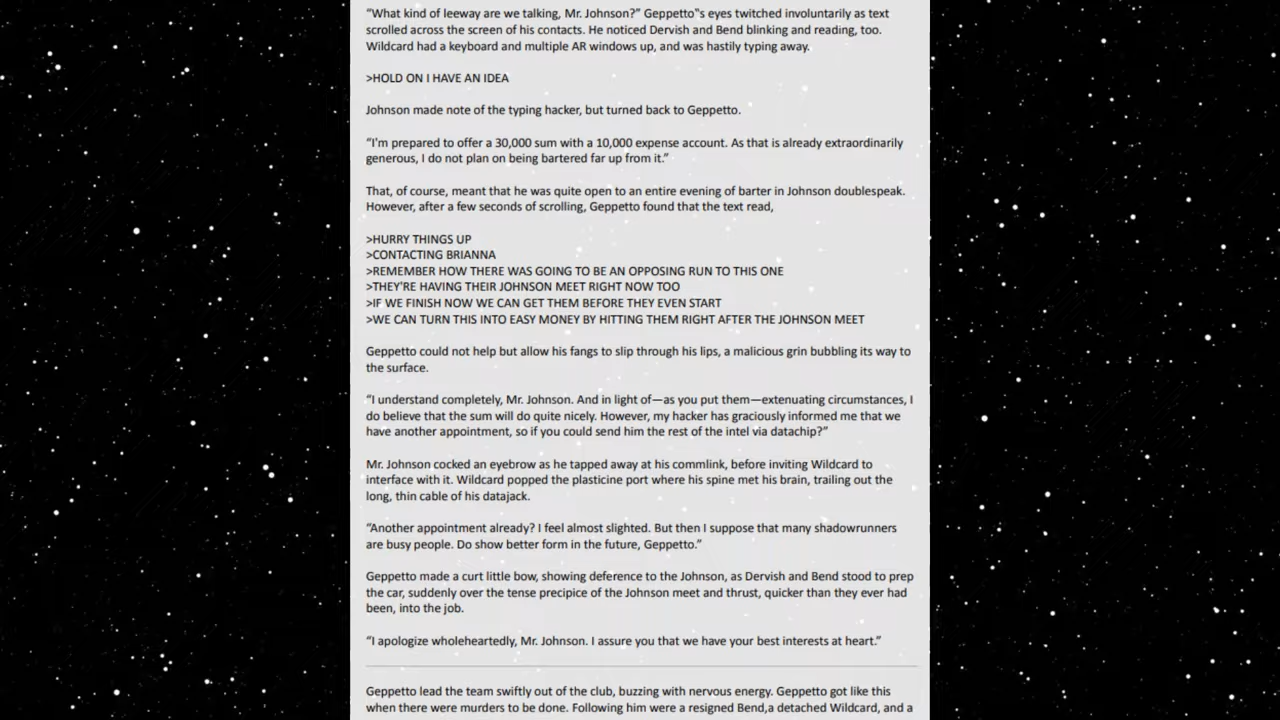 “What kind of leeway are we talking, Mr. Johnson?” Geppetto‟s eyes twitched involuntarily as text
scrolled across the screen of his contacts. He noticed Dervish and Bend blinking and reading, too.
Wildcard had a keyboard and multiple AR windows up, and was hastily typing away.
>HOLD ON I HAVE AN IDEA
Johnson made note of the typing hacker, but turned back to Geppetto.
“I'm prepared to offer a 30,000 sum with a 10,000 expense account. As that is already extraordinarily
generous, I do not plan on being bartered far up from it.”
That, of course, meant that he was quite open to an entire evening of barter in Johnson doublespeak.
However, after a few seconds of scrolling, Geppetto found that the text read,
>HURRY THINGS UP
>CONTACTING BRIANNA
>REMEMBER HOW THERE WAS GOING TO BE AN OPPOSING RUN TO THIS ONE
>THEY'RE HAVING THEIR JOHNSON MEET RIGHT NOW TOO
>IF WE FINISH NOW WE CAN GET THEM BEFORE THEY EVEN START
>WE CAN TURN THIS INTO EASY MONEY BY HITTING THEM RIGHT AFTER THE JOHNSON MEET
Geppetto could not help but allow his fangs to slip through his lips, a malicious grin bubbling its way to
the surface.
“I understand completely, Mr. Johnson. And in light of—as you put them—extenuating circumstances, I
do believe that the sum will do quite nicely. However, my hacker has graciously informed me that we
have another appointment, so if you could send him the rest of the intel via datachip?”
Mr. Johnson cocked an eyebrow as he tapped away at his commlink, before inviting Wildcard to
interface with it. Wildcard popped the plasticine port where his spine met his brain, trailing out the
long, thin cable of his datajack.
“Another appointment already? I feel almost slighted. But then I suppose that many shadowrunners
are busy people. Do show better form in the future, Geppetto.”
Geppetto made a curt little bow, showing deference to the Johnson, as Dervish and Bend stood to prep
the car, suddenly over the tense precipice of the Johnson meet and thrust, quicker than they ever had
been, into the job.
“I apologize wholeheartedly, Mr. Johnson. I assure you that we have your best interests at heart.”
Geppetto lead the team swiftly out of the club, buzzing with nervous energy. Geppetto got like this
when there were murders to be done. Following him were a resigned Bend,a detached Wildcard, and a